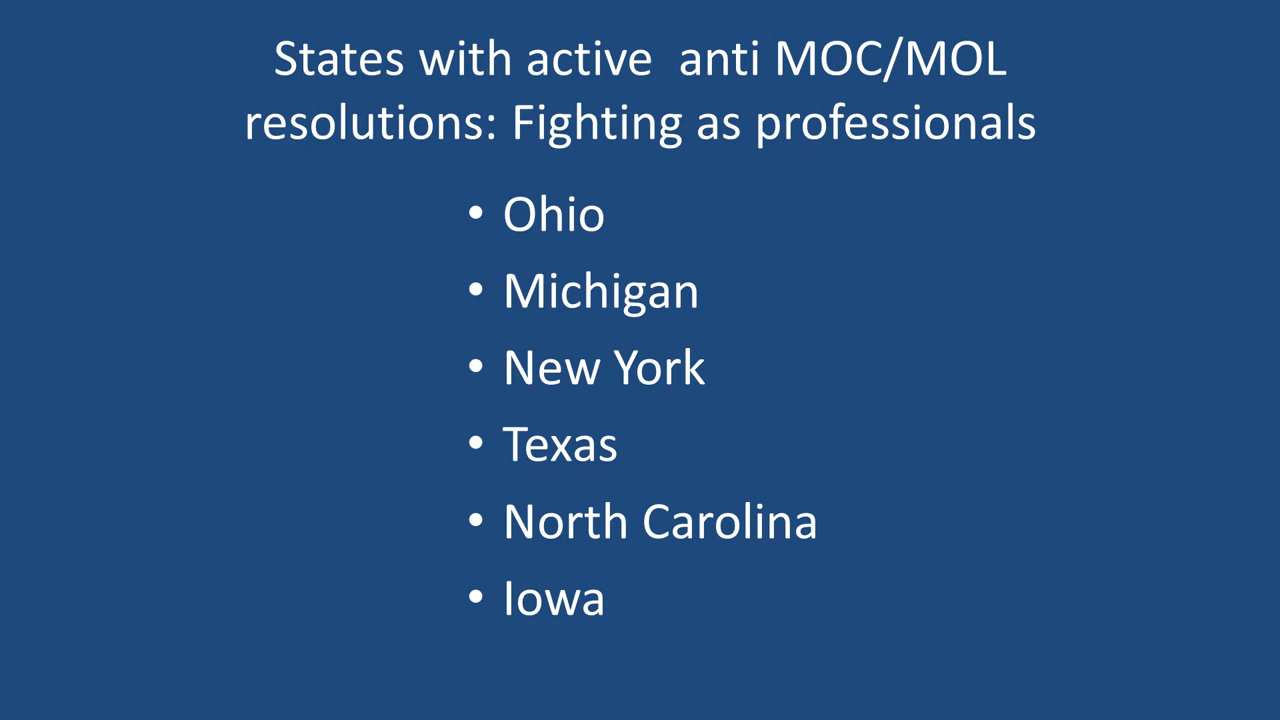 States with active  anti MOC/MOL
resolutions: Fighting as professionals
• Ohio
• Michigan
• New York
• Texas
• North Carolina
• Iowa